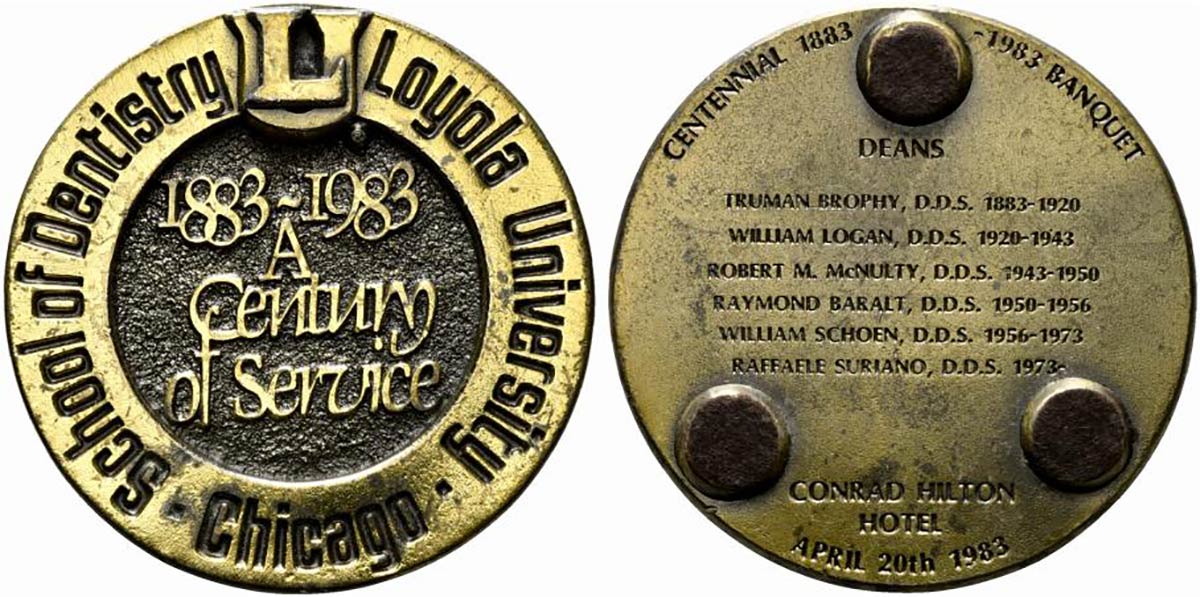 School of Dentistry Loyola University · Chicago ·
L
1883~1983
A
Century
of Service
CENTENNIAL 1883 -1983 BANQUET
DEANS
TRUMAN BROPHY, D.D.S. 1883-1920
WILLIAM LOGAN, D.D.S. 1920-1943
ROBERT M. McNULTY, D.D.S. 1943-1950
RAYMOND BARALT, D.D.S. 1950-1956
WILLIAM SCHOEN, D.D.S. 1956-1973
RAFFAELE SURIANO, D.D.S. 1973-
CONRAD HILTON
HOTEL
APRIL 20th 1983